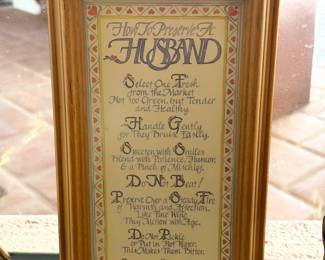 How To Preserve A
HUSBAND
Select One Fresh
from the Market
Not Too Green, but Tender
and Healthy.
Handle Gently
for They Bruise Easily.
Sweeten with Smiles
Blend with Patience, Humor
& a Pinch of Mischief.
Do Not Beat!
Preserve Over a Steady Fire
of Warmth and Affection.
Like Fine Wine
They Mellow with Age.
Do Not Pickle
or Put in Hot Water.
This Makes Them Bitter.